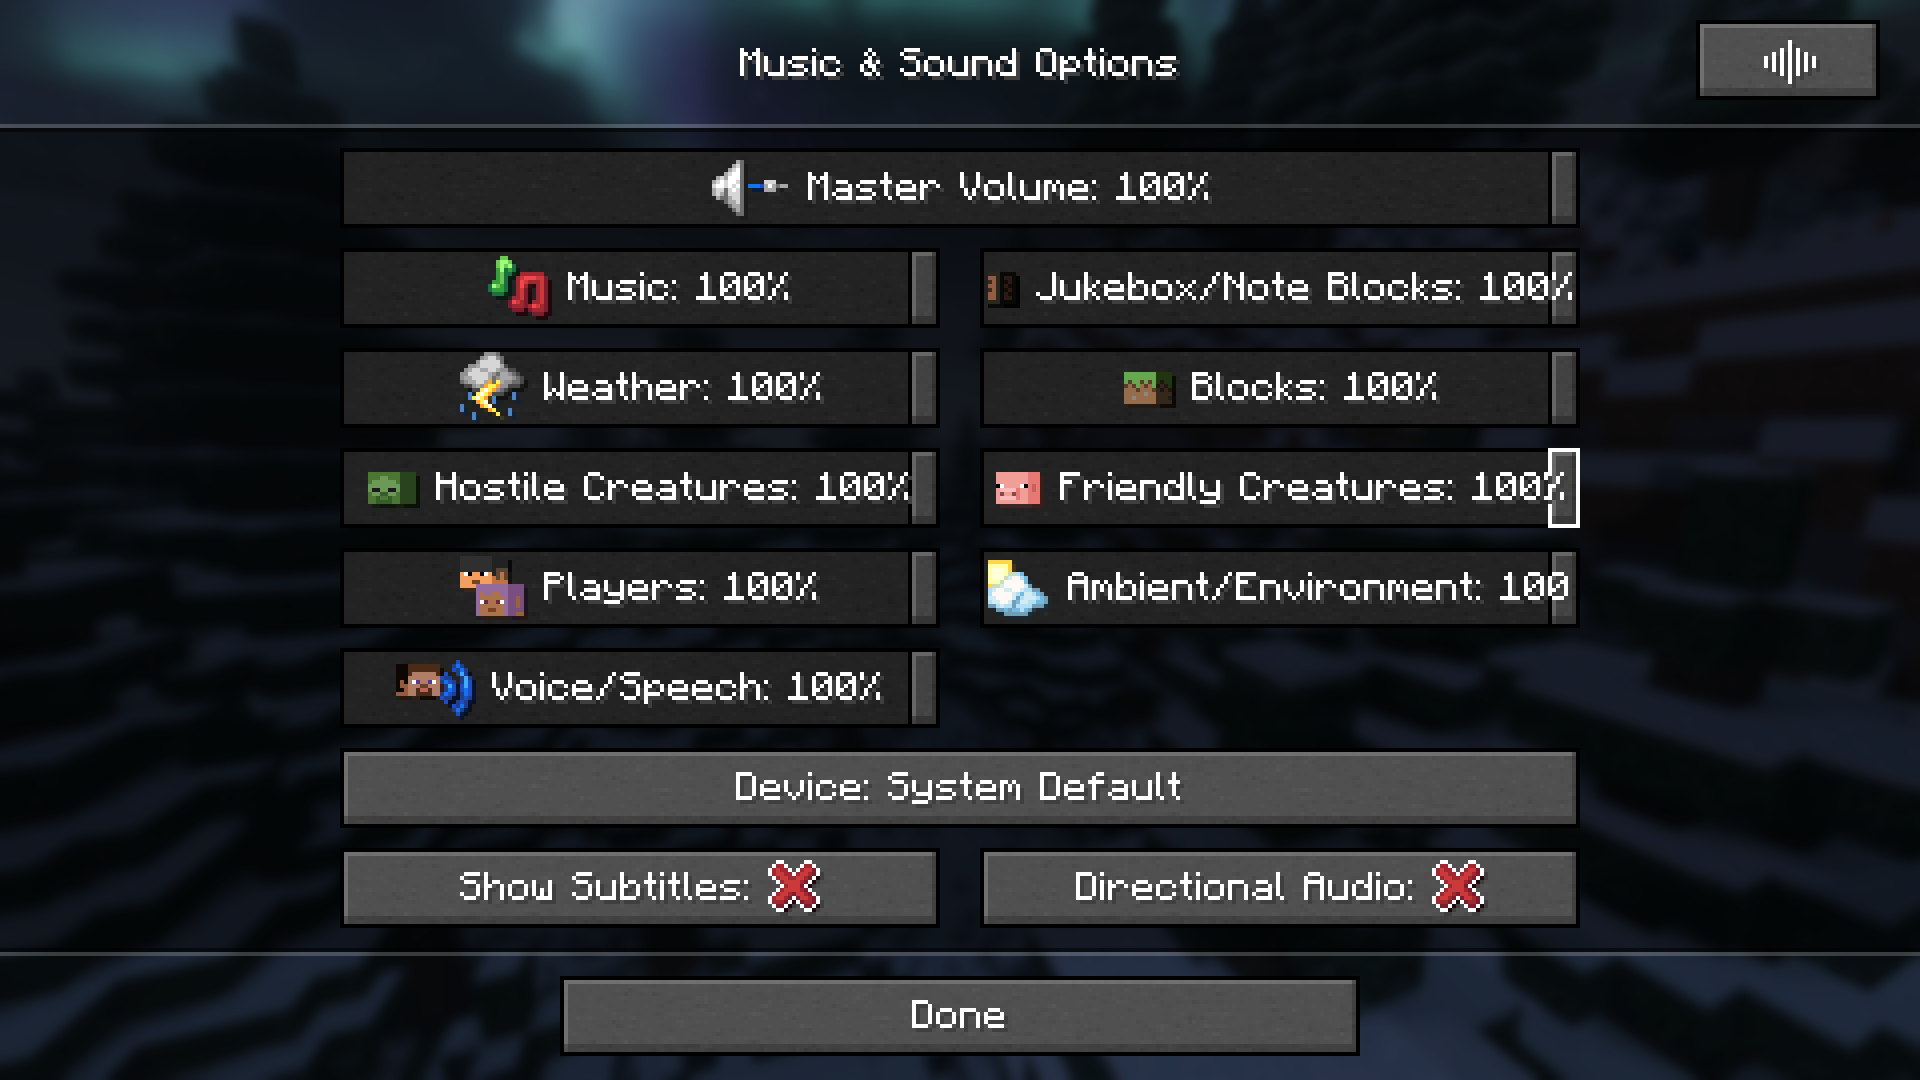 Music & Sound Options
Master Volume: 100%
Music: 100%
Jukebox/Note Blocks: 100%
Weather: 100%
Blocks: 100%
Hostile Creatures: 100%
Friendly Creatures: 100%
Players: 100%
Ambient/Environment: 100
Voice/Speech: 100%
Device: System Default
Show Subtitles:
Directional Audio:
Done